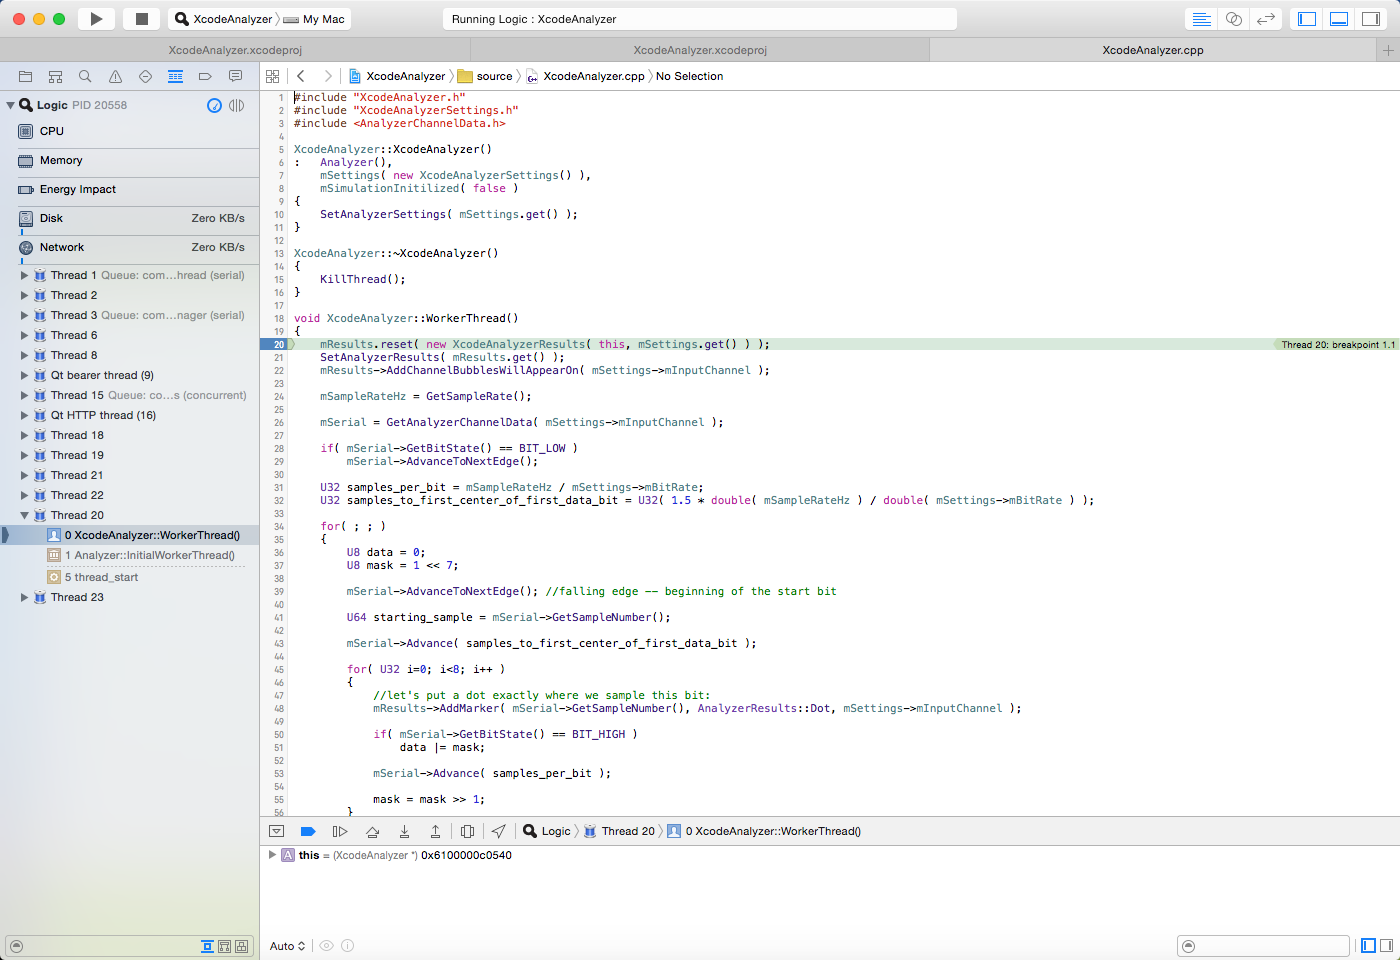 XcodeAnalyzer My Mac
Running Logic : XcodeAnalyzer
XcodeAnalyzer.xcodeproj
XcodeAnalyzer.xcodeproj
XcodeAnalyzer.cpp
XcodeAnalyzer source XcodeAnalyzer.cpp No Selection
Logic PID 20558
CPU
Memory
Energy Impact
Disk Zero KB/s
Network Zero KB/s
Thread 1 Queue: com...hread (serial)
Thread 2
Thread 3 Queue: com...nager (serial)
Thread 6
Thread 8
Qt bearer thread (9)
Thread 15 Queue: co...s (concurrent)
Qt HTTP thread (16)
Thread 18
Thread 19
Thread 21
Thread 22
Thread 20
0 XcodeAnalyzer::WorkerThread()
1 Analyzer::InitialWorkerThread()
5 thread_start
Thread 23
1 #include "XcodeAnalyzer.h"
2 #include "XcodeAnalyzerSettings.h"
3 #include <AnalyzerChannelData.h>
4
5 XcodeAnalyzer::XcodeAnalyzer()
6 :   Analyzer(),
7     mSettings( new XcodeAnalyzerSettings() ),
8     mSimulationInitilized( false )
9 {
10     SetAnalyzerSettings( mSettings.get() );
11 }
12
13 XcodeAnalyzer::~XcodeAnalyzer()
14 {
15     KillThread();
16 }
17
18 void XcodeAnalyzer::WorkerThread()
19 {
20     mResults.reset( new XcodeAnalyzerResults( this, mSettings.get() ) ); Thread 20: breakpoint 1.1
21     SetAnalyzerResults( mResults.get() );
22     mResults->AddChannelBubblesWillAppearOn( mSettings->mInputChannel );
23
24     mSampleRateHz = GetSampleRate();
25
26     mSerial = GetAnalyzerChannelData( mSettings->mInputChannel );
27
28     if( mSerial->GetBitState() == BIT_LOW )
29         mSerial->AdvanceToNextEdge();
30
31     U32 samples_per_bit = mSampleRateHz / mSettings->mBitRate;
32     U32 samples_to_first_center_of_first_data_bit = U32( 1.5 * double( mSampleRateHz ) / double( mSettings->mBitRate ) );
33
34     for( ; ; )
35     {
36         U8 data = 0;
37         U8 mask = 1 << 7;
38
39         mSerial->AdvanceToNextEdge(); //falling edge -- beginning of the start bit
40
41         U64 starting_sample = mSerial->GetSampleNumber();
42
43         mSerial->Advance( samples_to_first_center_of_first_data_bit );
44
45         for( U32 i=0; i<8; i++ )
46         {
47             //let's put a dot exactly where we sample this bit:
48             mResults->AddMarker( mSerial->GetSampleNumber(), AnalyzerResults::Dot, mSettings->mInputChannel );
49
50             if( mSerial->GetBitState() == BIT_HIGH )
51                 data |= mask;
52
53             mSerial->Advance( samples_per_bit );
54
55             mask = mask >> 1;
56         }
Logic Thread 20 0 XcodeAnalyzer::WorkerThread()
A this = (XcodeAnalyzer *) 0x6100000c0540
Auto